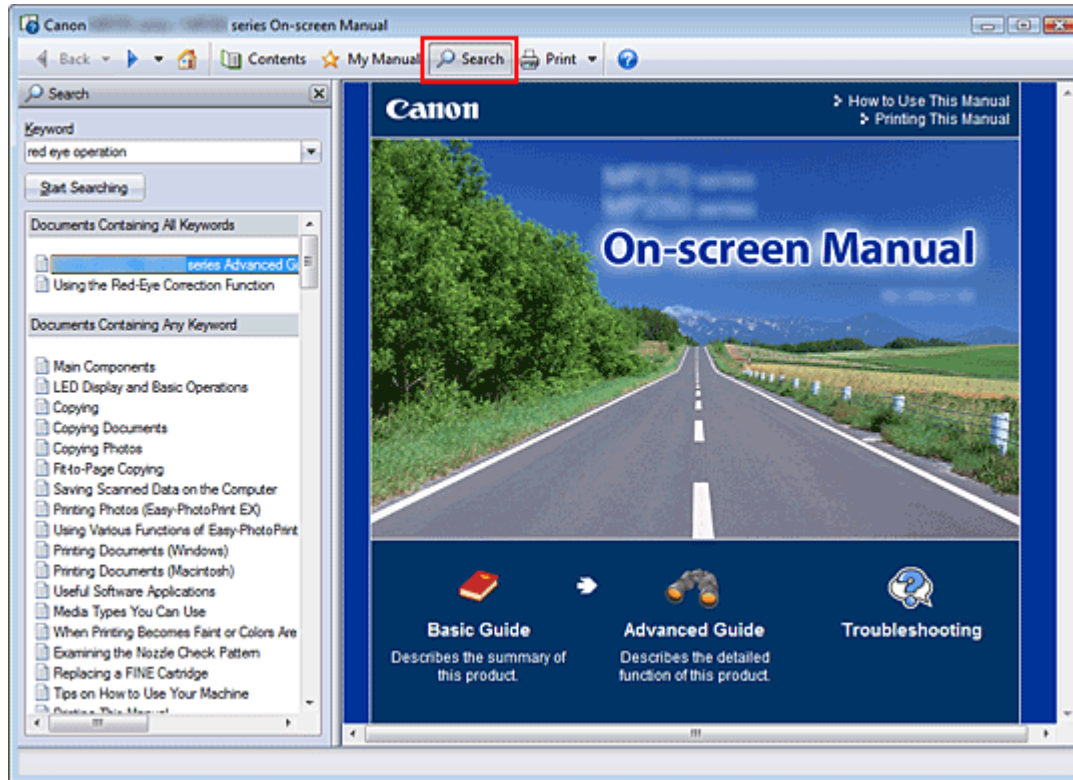 Canon series On-screen Manual
Back
Contents
My Manual
Search
Print
Search
Keyword
red eye operation
Start Searching
Documents Containing All Keywords
series Advanced G
Using the Red-Eye Correction Function
Documents Containing Any Keyword
Main Components
LED Display and Basic Operations
Copying
Copying Documents
Copying Photos
Fit-to-Page Copying
Saving Scanned Data on the Computer
Printing Photos (Easy-PhotoPrint EX)
Using Various Functions of Easy-PhotoPrint
Printing Documents (Windows)
Printing Documents (Macintosh)
Useful Software Applications
Media Types You Can Use
When Printing Becomes Faint or Colors Are
Examining the Nozzle Check Pattern
Replacing a FINE Cartridge
Tips on How to Use Your Machine
Printing This Manual
Canon
How to Use This Manual
Printing This Manual
On-screen Manual
Basic Guide
Describes the summary of
this product.
Advanced Guide
Describes the detailed
function of this product.
Troubleshooting